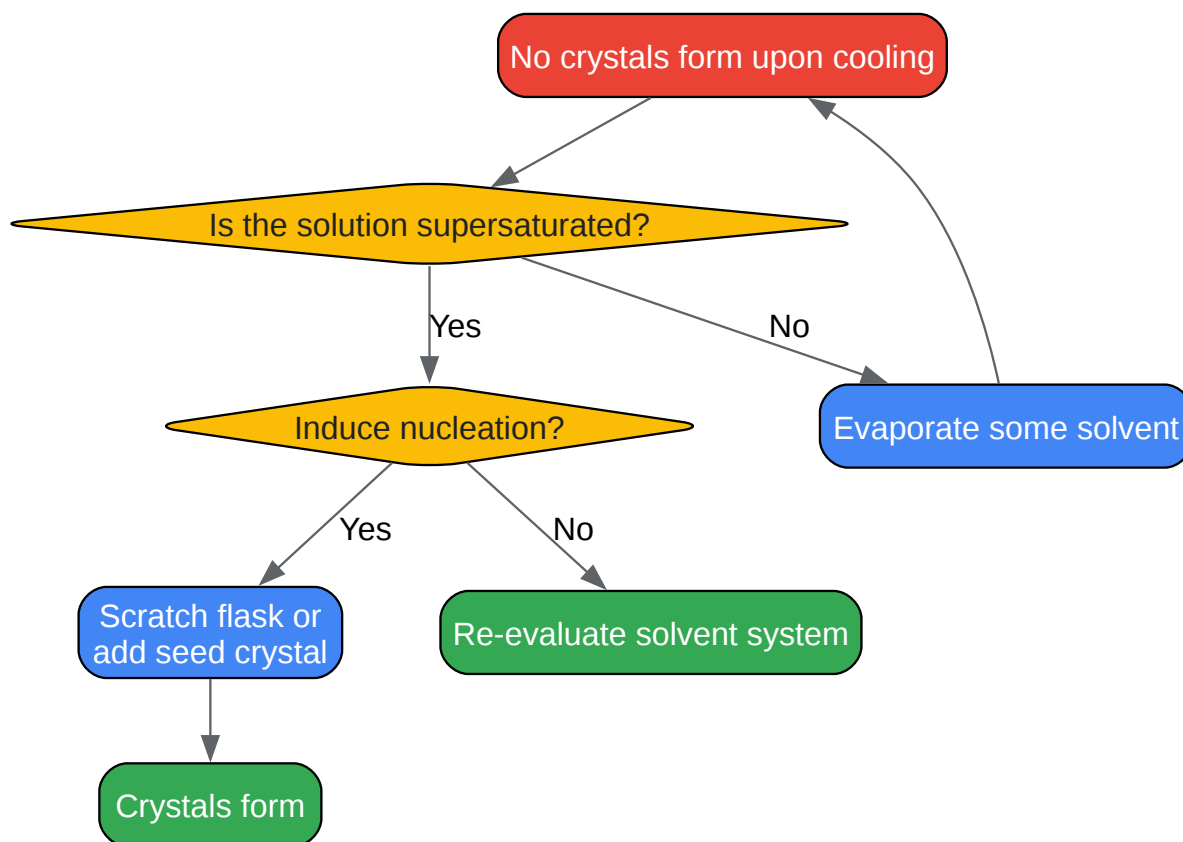 No crystals form upon cooling
Is the solution supersaturated?
Yes
No
Induce nucleation?
Evaporate some solvent
Yes
No
Scratch flask or
add seed crystal
Re-evaluate solvent system
Crystals form